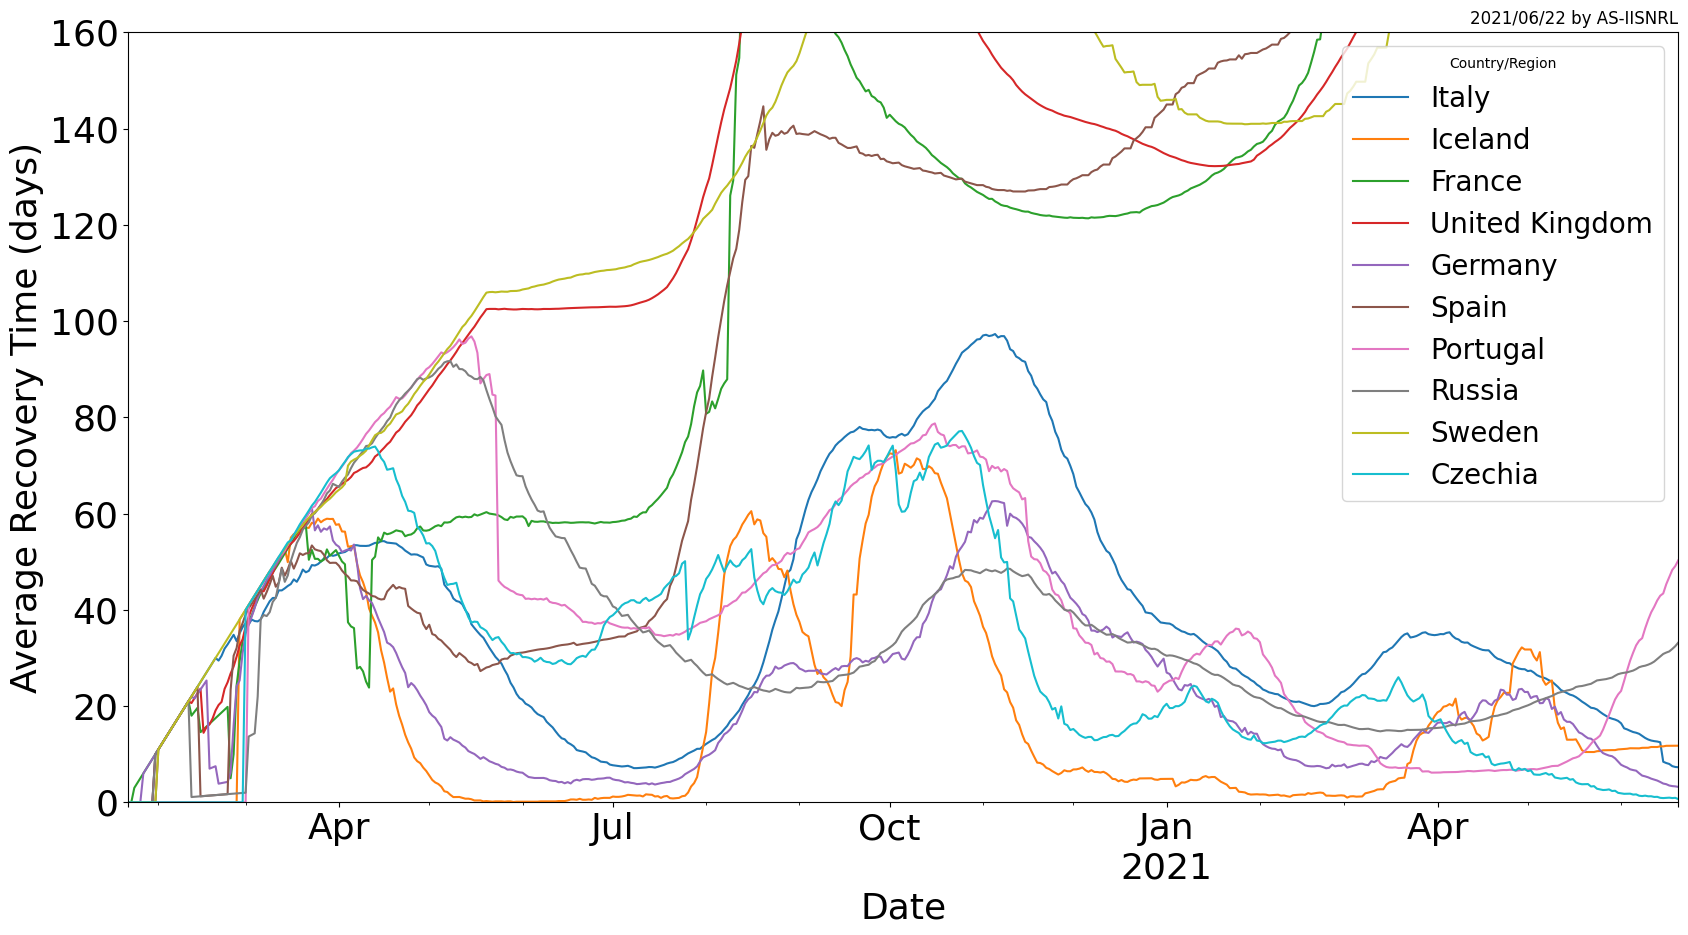 2021/06/22 by AS-IISNRL
160
140
120
100
80
60
40
20
0
Average Recovery Time (days)
Country/Region
Italy
Iceland
France
United Kingdom
Germany
Spain
Portugal
Russia
Sweden
Czechia
Apr
Jul
Oct
Jan
2021
Apr
Date